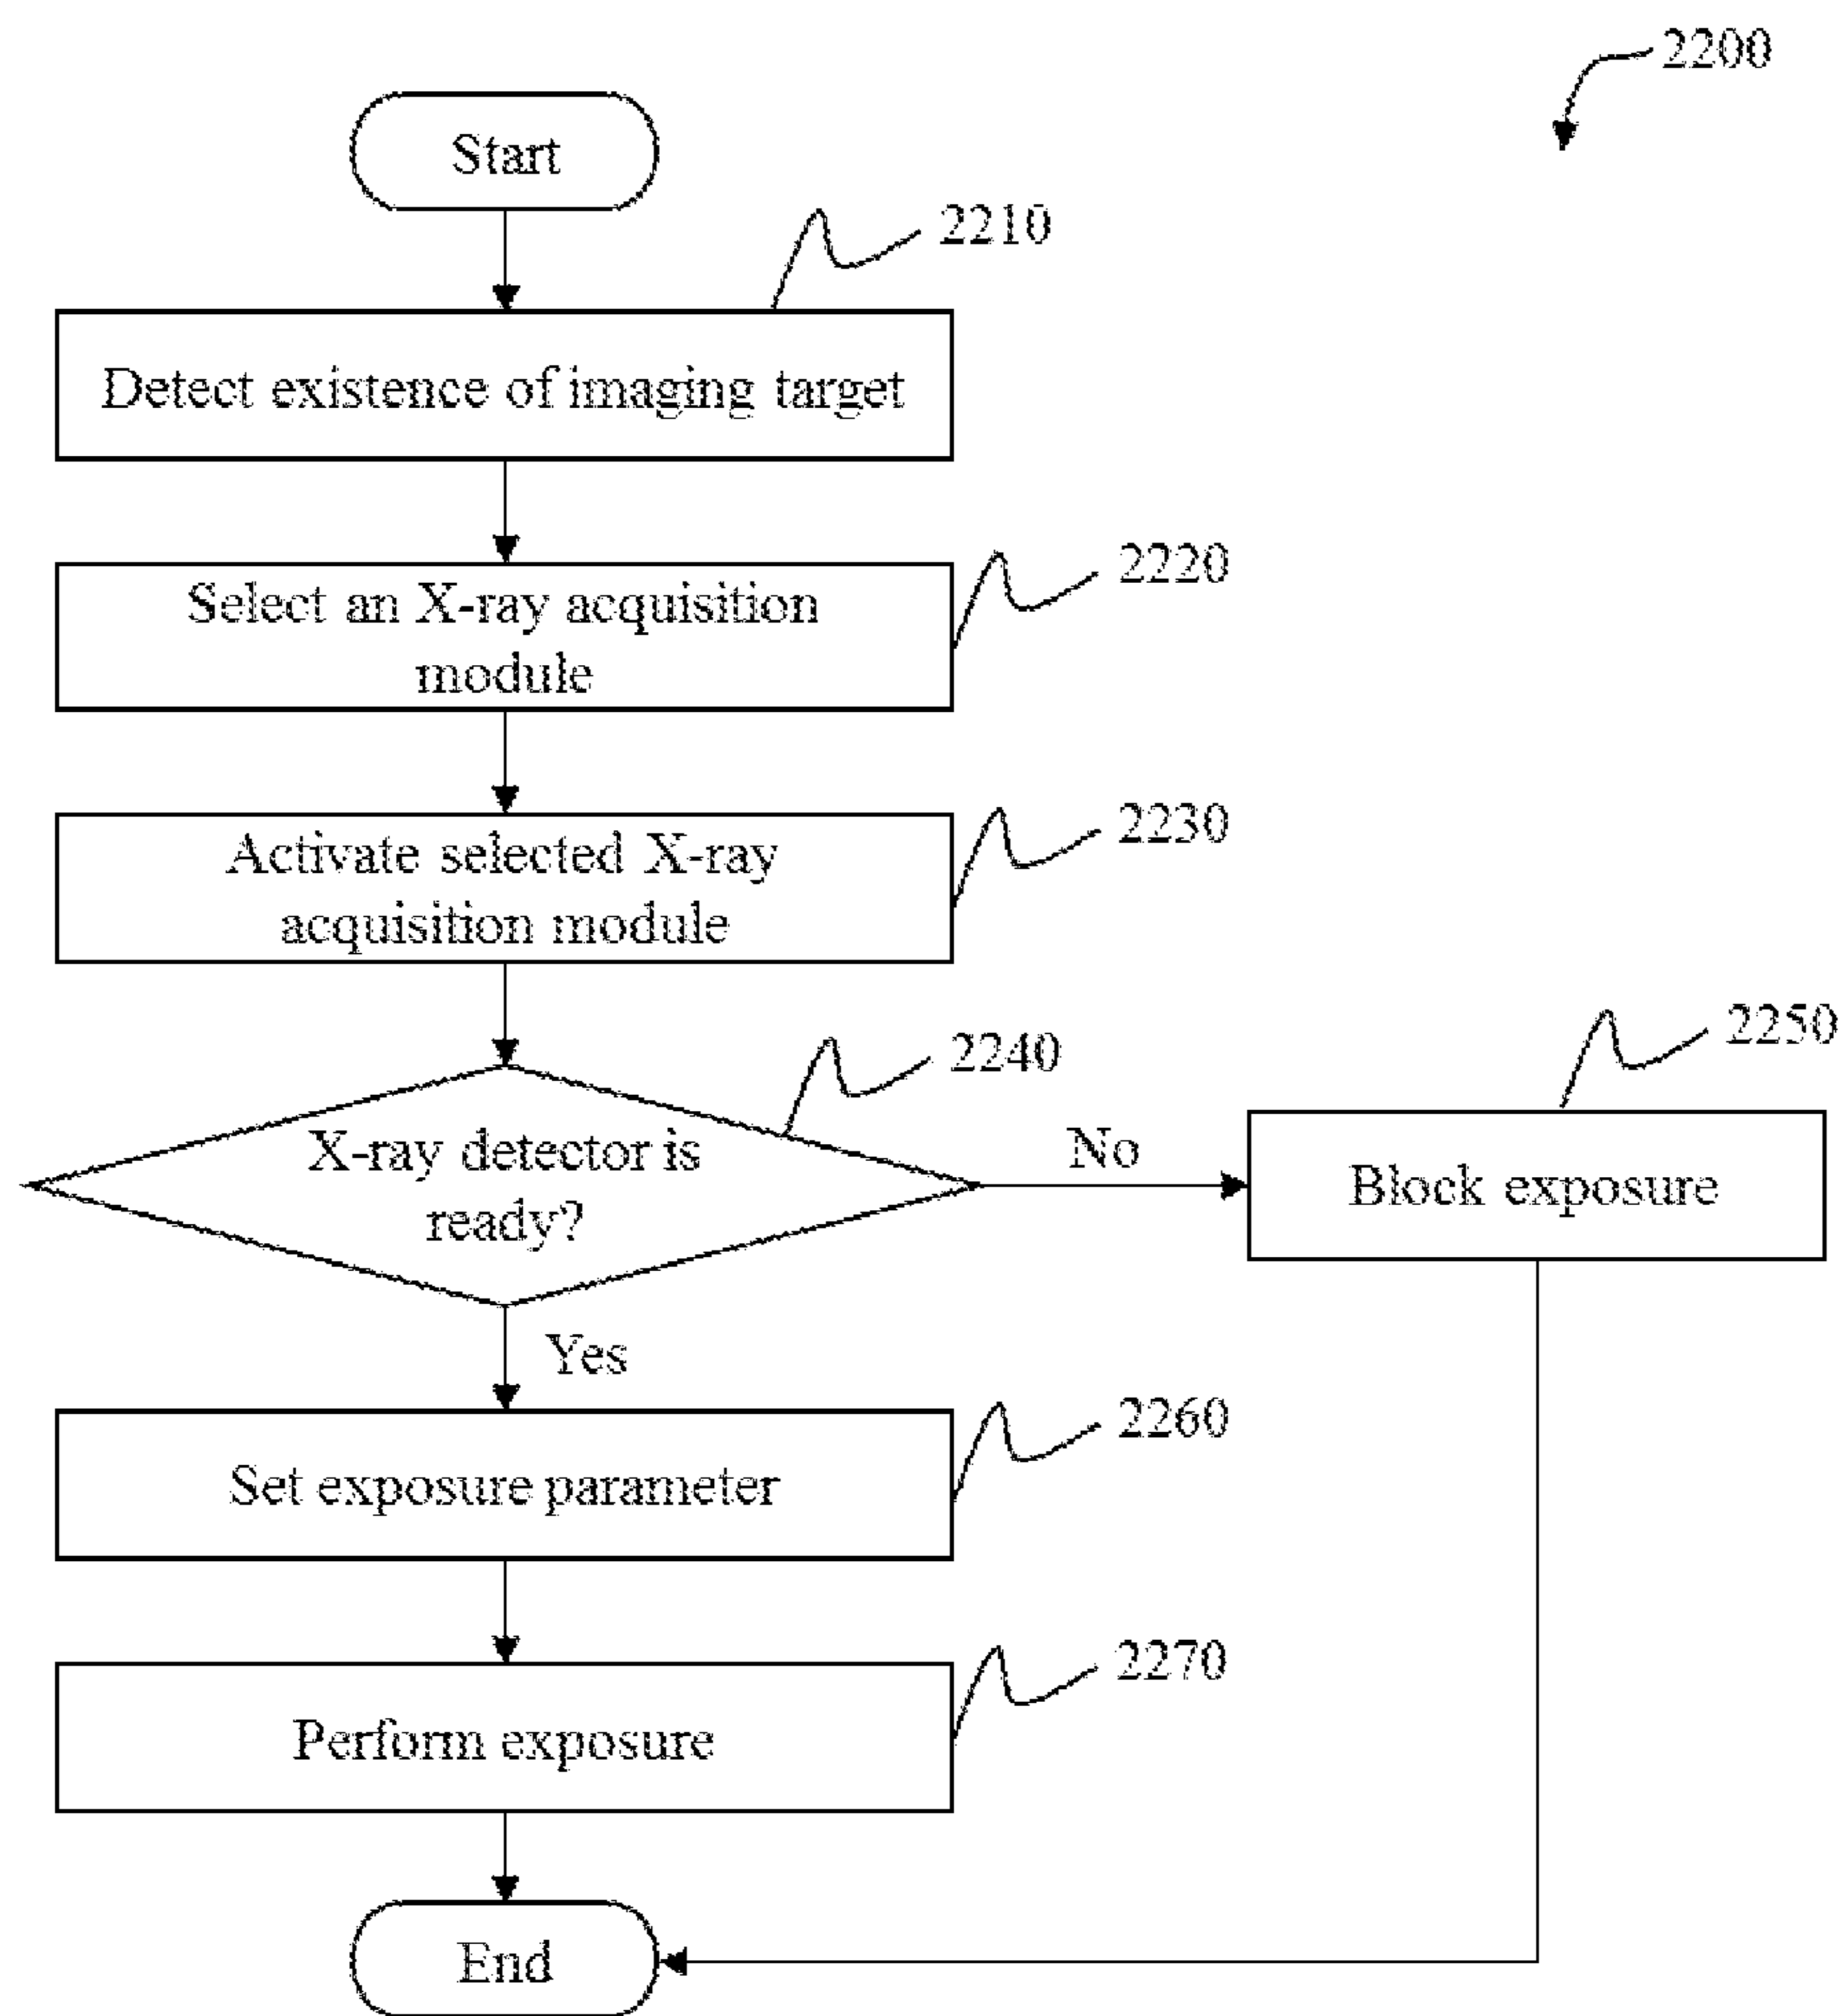 2200
Start
2210
Detect existence of imaging target
2220
Select an X-ray acquisition
module
2230
Activate selected X-ray
acquisition module
2240
X-ray detector is
ready?
No
2250
Block exposure
Yes
2260
Set exposure parameter
2270
Perform exposure
End